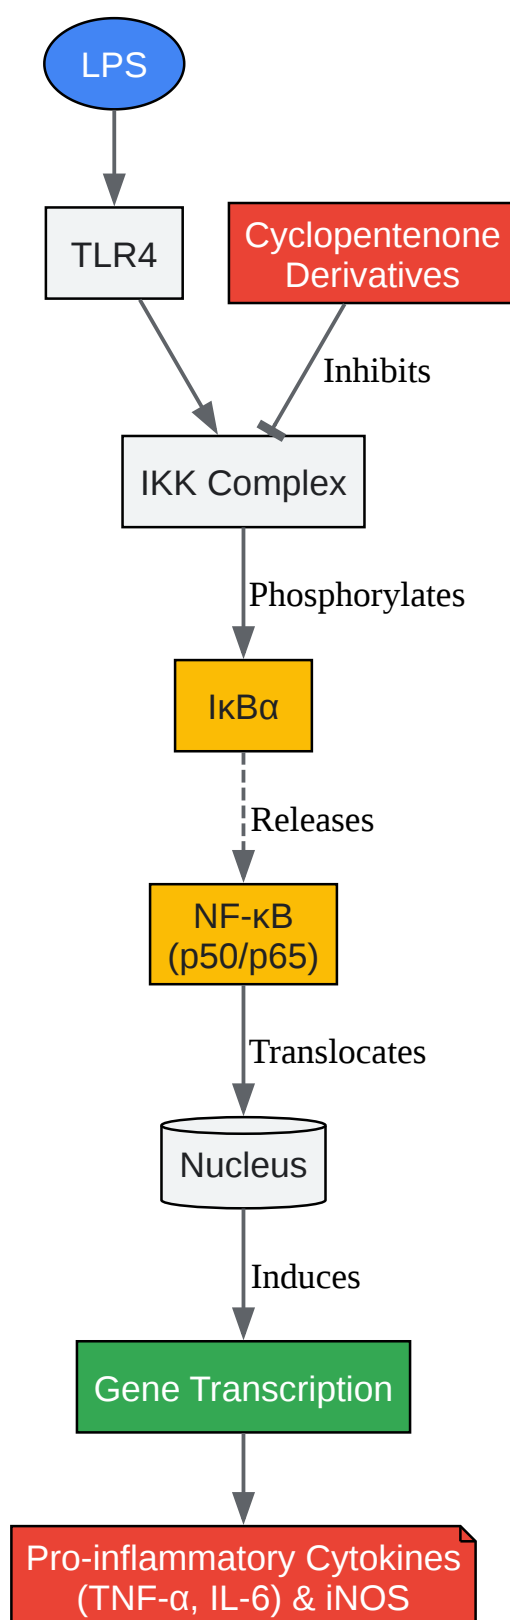 LPS
TLR4
Cyclopentenone
Derivatives
Inhibits
IKK Complex
Phosphorylates
IκBα
Releases
NF-κB
(p50/p65)
Translocates
Nucleus
Induces
Gene Transcription
Pro-inflammatory Cytokines
(TNF-α, IL-6) & iNOS